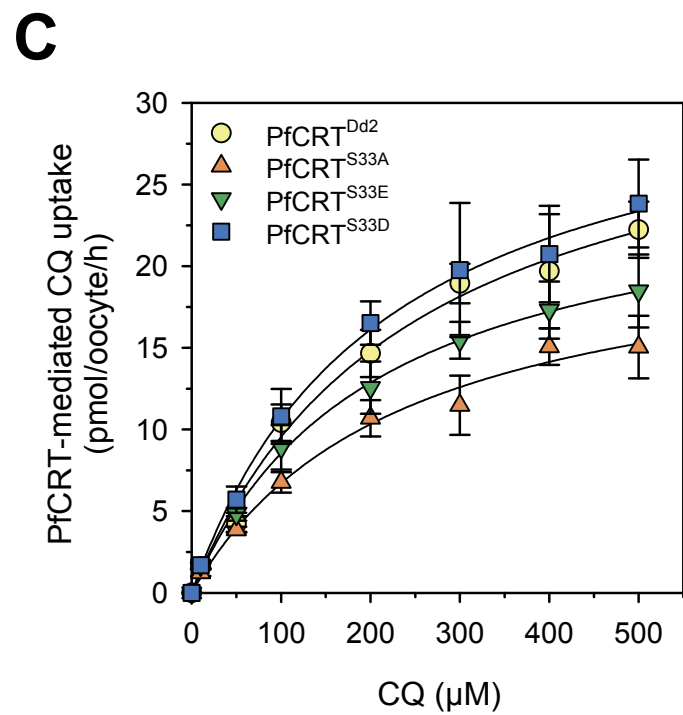 C
PfCRT-mediated CQ uptake
(pmol/oocyte/h)
30
25
20
15
10
5
0
PfCRT^Dd2
PfCRT^S33A
PfCRT^S33E
PfCRT^S33D
0 100 200 300 400 500
CQ (µM)